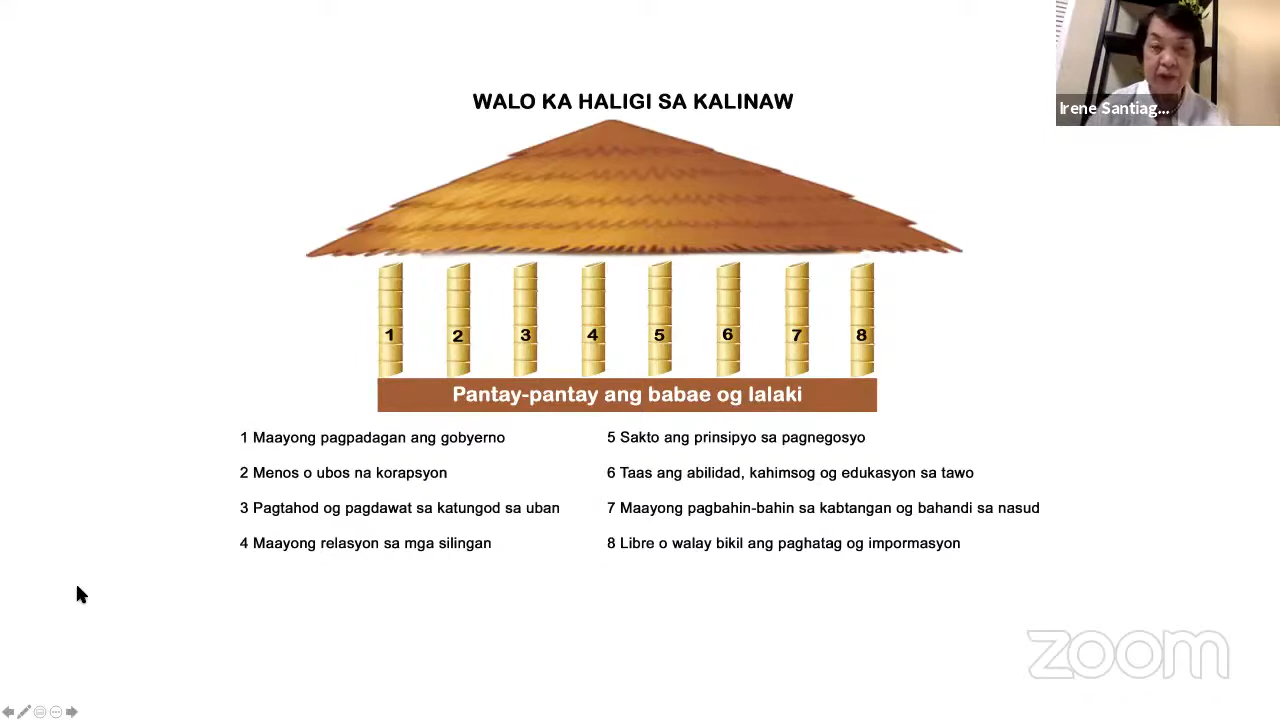 Irene Santiag...
WALO KA HALIGI SA KALINAW
1 2 3 4 5 6 7 8
Pantay-pantay ang babae og lalaki
1 Maayong pagpadagan ang gobyerno
2 Menos o ubos na korapsyon
3 Pagtahod og pagdawat sa katungod sa uban
4 Maayong relasyon sa mga silingan
5 Sakto ang prinsipyo sa pagnegosyo
6 Taas ang abilidad, kahimsog og edukasyon sa tawo
7 Maayong pagbahin-bahin sa kabtangan og bahandi sa nasud
8 Libre o walay bikil ang paghatag og impormasyon
zoom